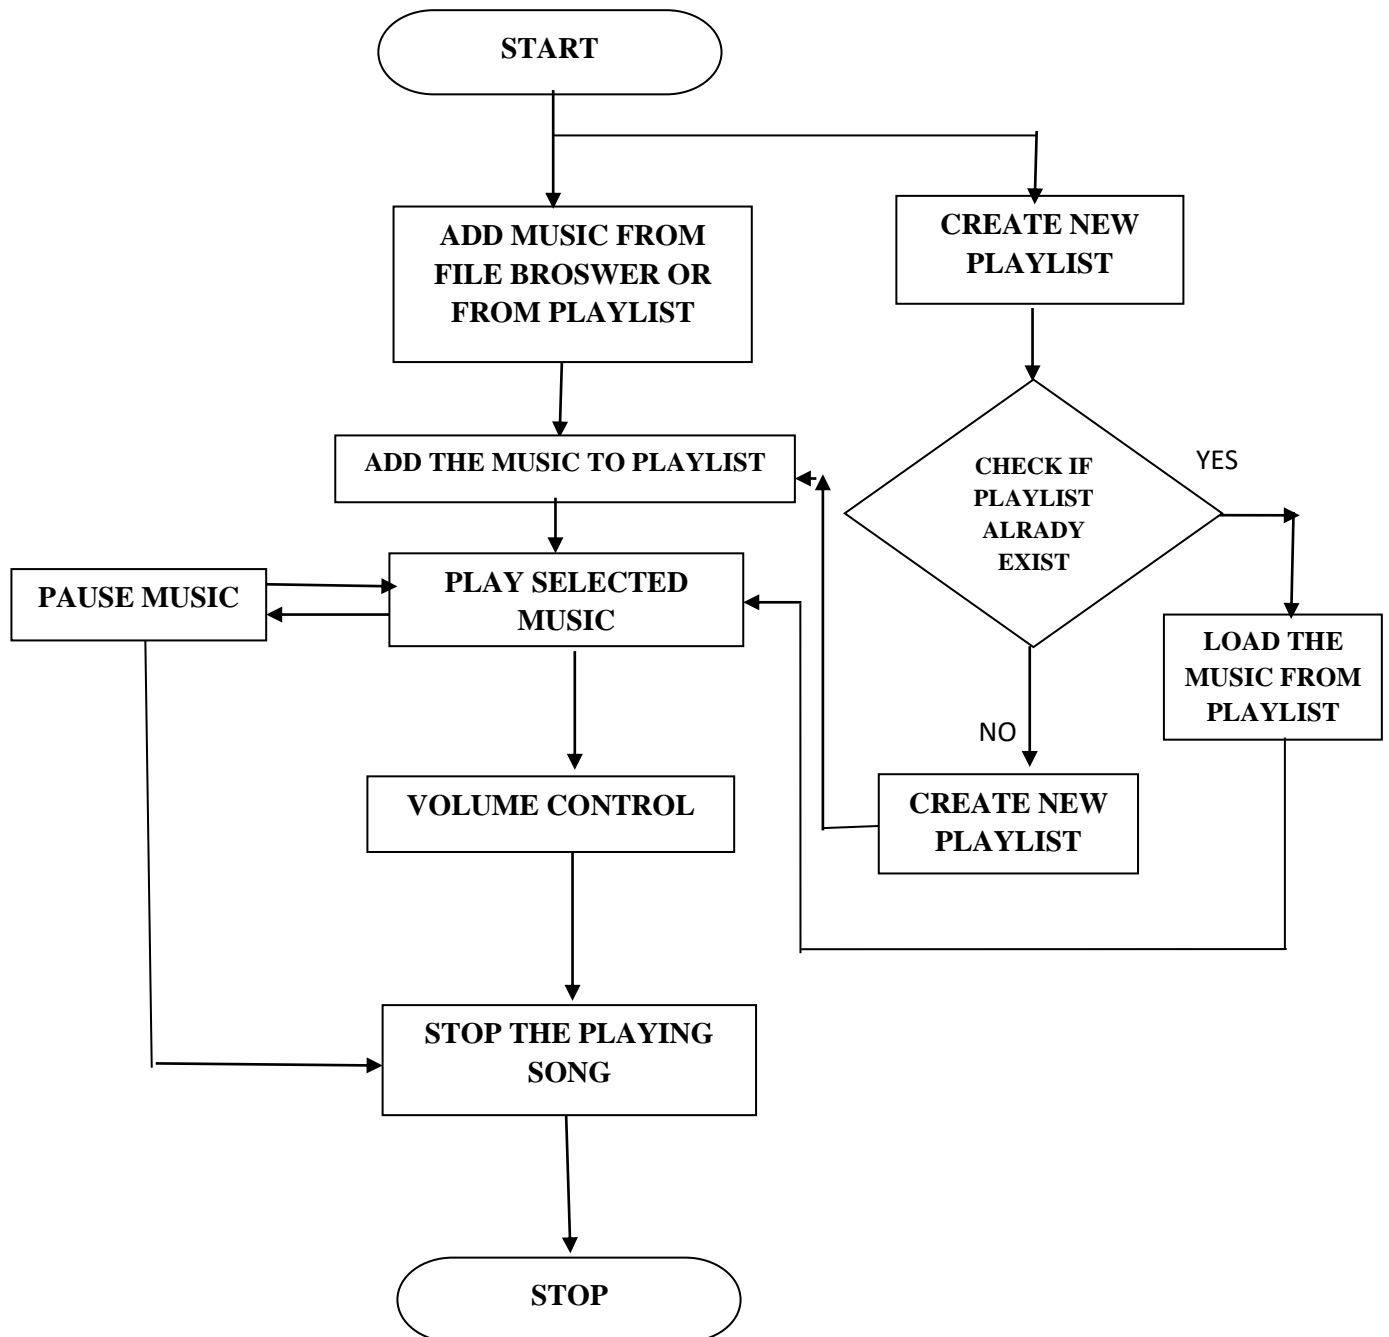 START
ADD MUSIC FROM
FILE BROSWER OR
FROM PLAYLIST
CREATE NEW
PLAYLIST
ADD THE MUSIC TO PLAYLIST
CHECK IF
PLAYLIST
ALRADY
EXIST
YES
PAUSE MUSIC
PLAY SELECTED
MUSIC
LOAD THE
MUSIC FROM
PLAYLIST
NO
VOLUME CONTROL
CREATE NEW
PLAYLIST
STOP THE PLAYING
SONG
STOP